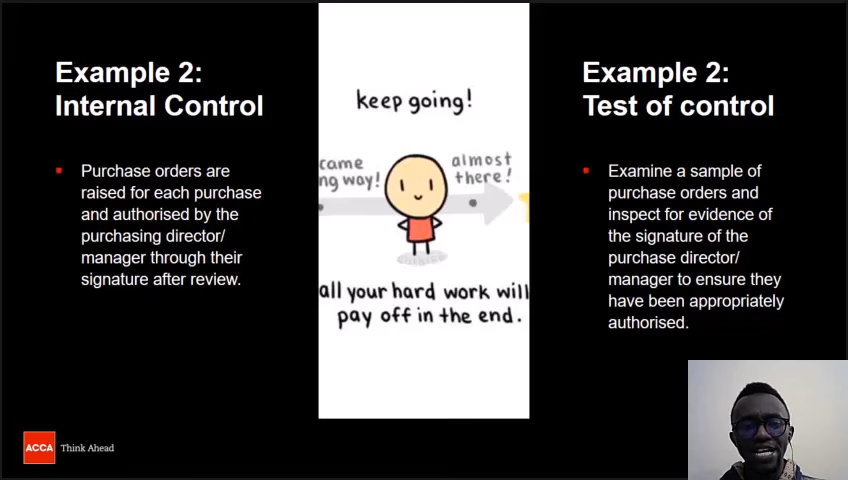 Example 2:
Internal Control
Purchase orders are
raised for each purchase
and authorised by the
purchasing director/
manager through their
signature after review.
keep going!
came
ng way!
almost
there!
all your hard work will
pay off in the end.
Example 2:
Test of control
Examine a sample of
purchase orders and
inspect for evidence of
the signature of the
purchase director/
manager to ensure they
have been appropriately
authorised.
ACCA
Think Ahead